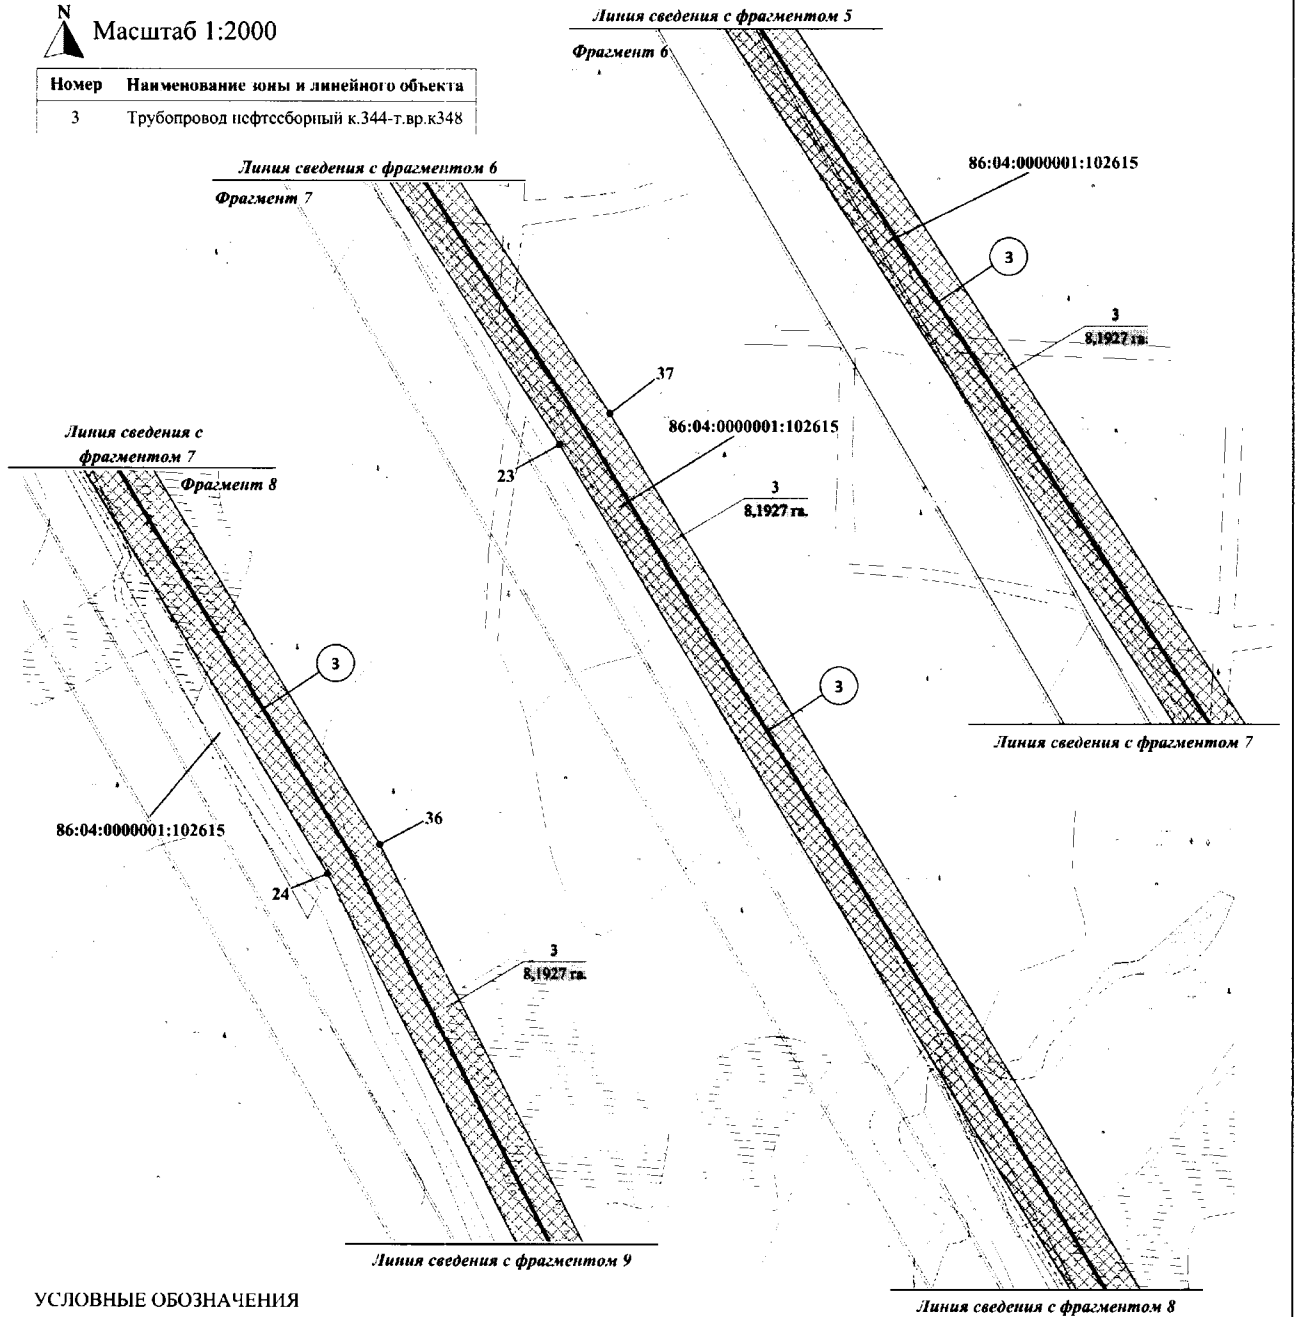 N
Масштаб 1:2000
Номер Наименование зоны и линейного объекта
3 Трубопровод нефтесборный к.344-т.вр.к348
Линия сведения с фрагментом 5
Фрагмент 6
86:04:0000001:102615
3
3
8,1927 га.
Линия сведения с фрагментом 7
Линия сведения с фрагментом 6
Фрагмент 7
37
86:04:0000001:102615
23
3
8,1927 га.
3
Линия сведения с фрагментом 8
Линия сведения с
фрагментом 7
Фрагмент 8
3
86:04:0000001:102615
36
24
3
8,1927 га.
Линия сведения с фрагментом 9
УСЛОВНЫЕ ОБОЗНАЧЕНИЯ